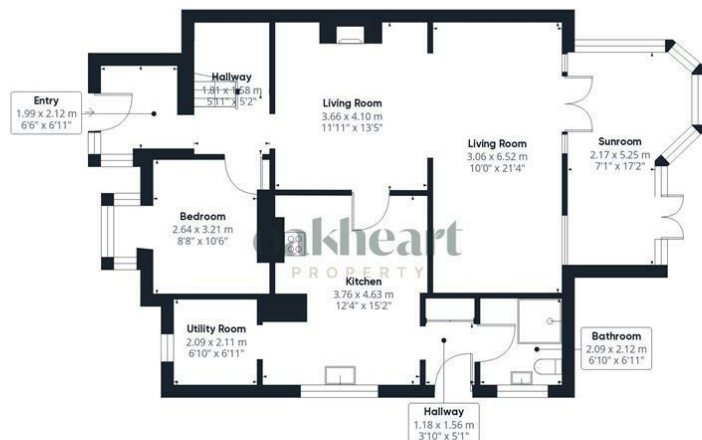 Entry
1.99 x 2.12 m
6'6" x 6'11"
Hallway
1.81 x 1.58 m
5'11" x 5'2"
Living Room
3.66 x 4.10 m
11'11" x 13'5"
Living Room
3.06 x 6.52 m
10'0" x 21'4"
Sunroom
2.17 x 5.25 m
7'1" x 17'2"
Bedroom
2.64 x 3.21 m
8'8" x 10'6"
oakheart
PROPERTY
Kitchen
3.76 x 4.63 m
12'4" x 15'2"
Utility Room
2.09 x 2.11 m
6'10" x 6'11"
Bathroom
2.09 x 2.12 m
6'10" x 6'11"
Hallway
1.18 x 1.56 m
3'10" x 5'1"